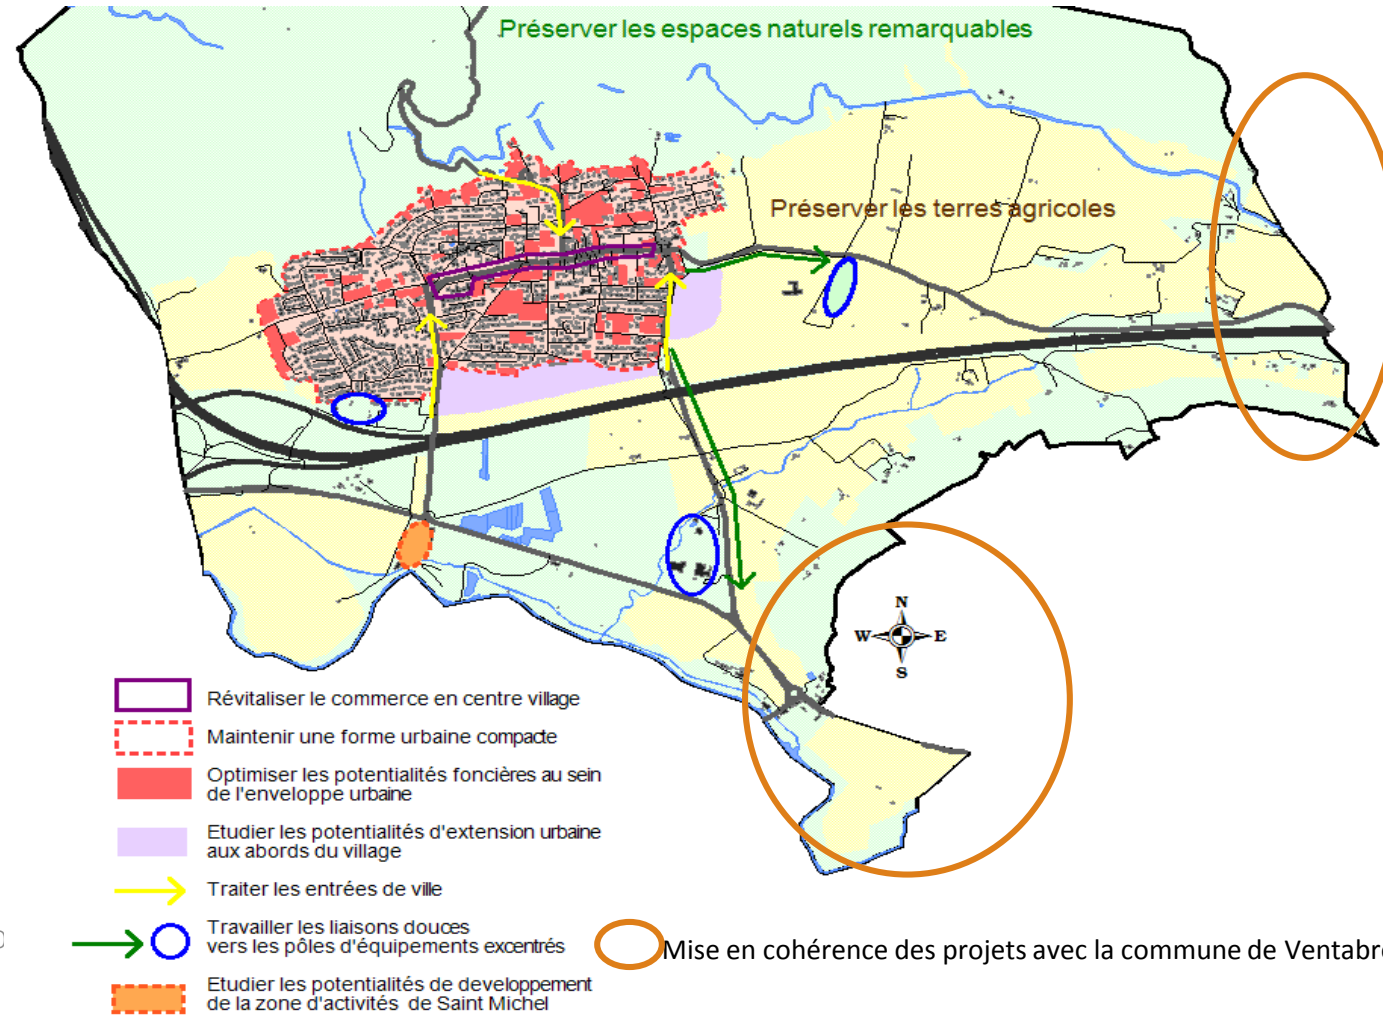 Préserver les espaces naturels remarquables
Préserver les terres agricoles
N
W
E
S
Révitaliser le commerce en centre village
Maintenir une forme urbaine compacte
Optimiser les potentialités foncières au sein
de l'enveloppe urbaine
Etudier les potentialités d'extension urbaine
aux abords du village
Traiter les entrées de ville
Travailler les liaisons douces
vers les pôles d'équipements excentrés
Mise en cohérence des projets avec la commune de Ventabre
Etudier les potentialités de developpement
de la zone d'activités de Saint Michel